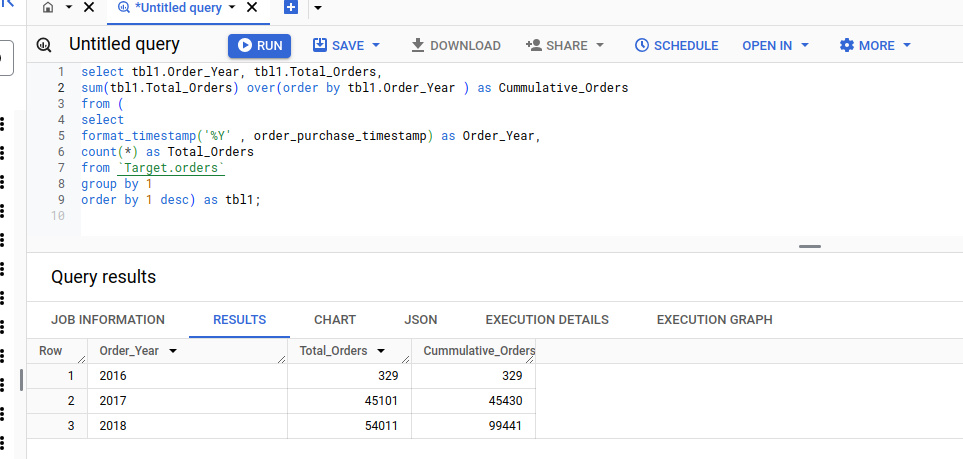 *Untitled query
Untitled query RUN SAVE DOWNLOAD SHARE SCHEDULE OPEN IN MORE
1 select tbl1.Order_Year, tbl1.Total_Orders,
2 sum(tbl1.Total_Orders) over(order by tbl1.Order_Year ) as Cummulative_Orders
3 from (
4 select
5 format_timestamp('%Y' , order_purchase_timestamp) as Order_Year,
6 count(*) as Total_Orders
7 from `Target.orders`
8 group by 1
9 order by 1 desc) as tbl1;
10
Query results
JOB INFORMATION RESULTS CHART JSON EXECUTION DETAILS EXECUTION GRAPH
Row Order_Year Total_Orders Cummulative_Orders
1 2016 329 329
2 2017 45101 45430
3 2018 54011 99441